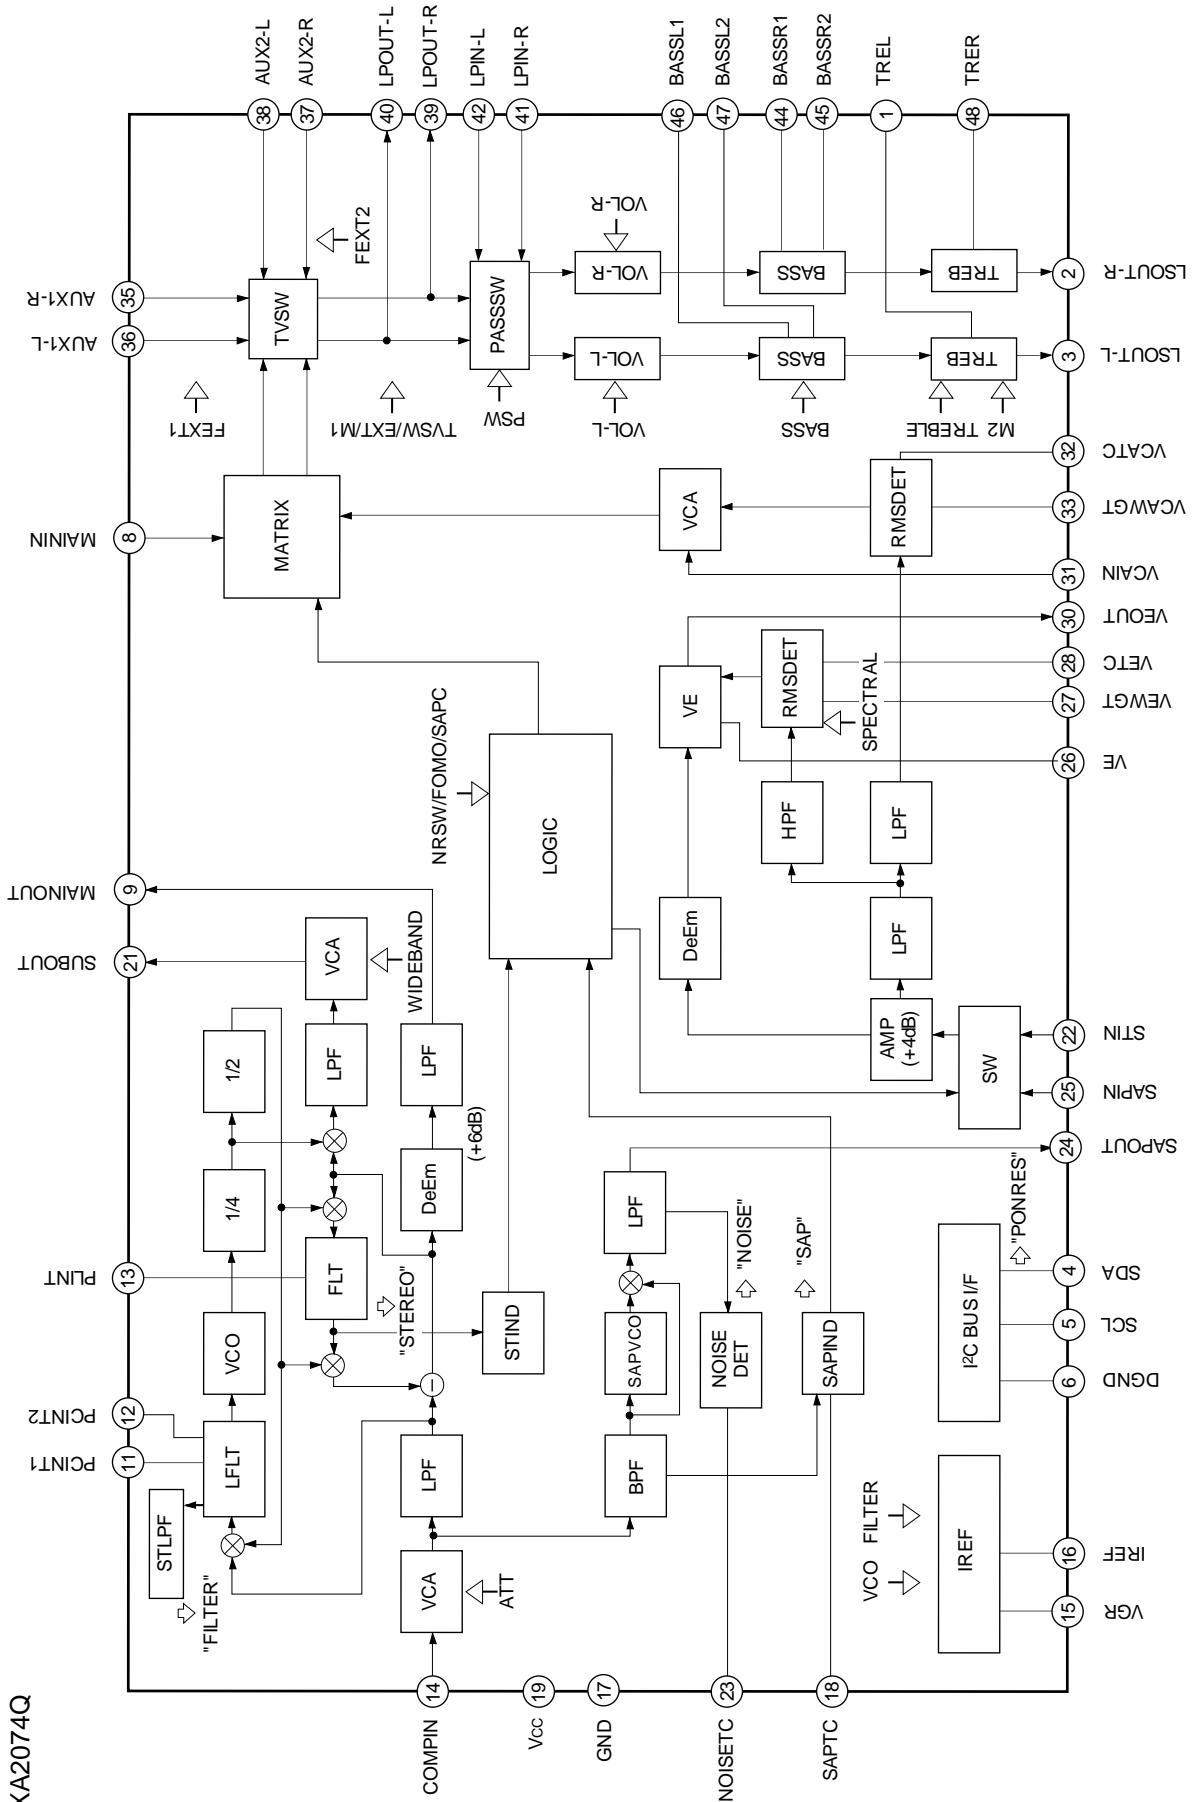 AUX2-L
AUX2-R
LPOUT-L
LPOUT-R
LPIN-L
LPIN-R
BASSL1
BASSL2
BASSR1
BASSR2
TREL
TRER
38
37
40
39
42
41
46
47
44
45
1
48
AUX1-R
35
AUX1-L
36
TVSW
FEXT2
FEXT1
TVSW/EXT/M1
PASSSW
PSW
VOL-R
VOL-R
VOL-L
VOL-L
BASS
BASS
BASS
TREB
TREB
M2 TREBLE
2
LSOUT-R
3
LSOUT-L
MAININ
8
MATRIX
VCA
RMSDET
32
VCATC
33
VCAWGT
31
VCAIN
30
VEOUT
28
VETC
27
VEWGT
26
VE
VE
RMSDET
SPECTRAL
HPF
LPF
NRSW/FOMO/SAPC
LOGIC
MAINOUT
9
SUBOUT
21
VCA
WIDEBAND
DeEm
LPF
1/2
LPF
LPF
(+6dB)
AMP
(+4dB)
SW
22
STIN
25
SAPIN
24
SAPOUT
1/4
DeEm
LPF
PLINT
13
FLT
"STEREO"
STIND
"NOISE"
"SAP"
"PONRES"
VCO
SAPVCO
NOISE
DET
SAPIND
I²C BUS I/F
4
SDA
5
SCL
6
DGND
PCINT2
12
PCINT1
11
LFLT
STLPF
"FILTER"
LPF
BPF
VCA
ATT
VCO FILTER
IREF
16
IREF
15
VGR
14
COMPIN
19
Vcc
17
GND
23
NOISETC
18
SAPTC